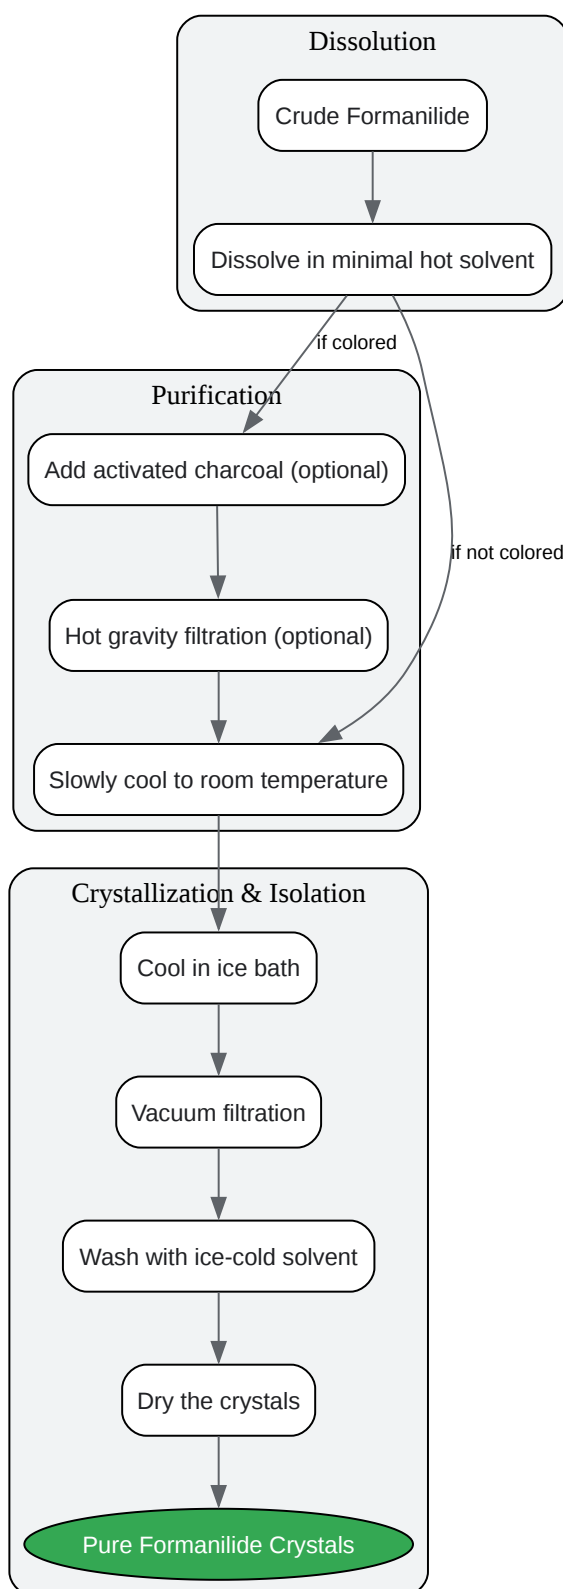 Dissolution
Crude Formanilide
Dissolve in minimal hot solvent
if colored
Purification
Add activated charcoal (optional)
if not colored
Hot gravity filtration (optional)
Slowly cool to room temperature
Crystallization & Isolation
Cool in ice bath
Vacuum filtration
Wash with ice-cold solvent
Dry the crystals
Pure Formanilide Crystals